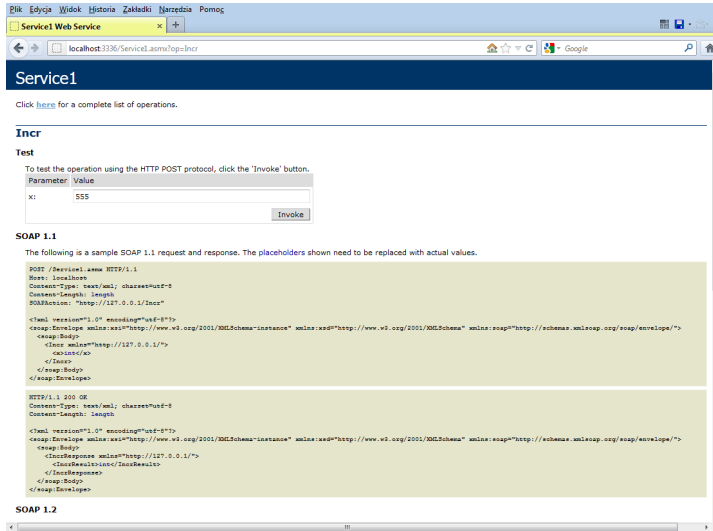 Plik Edycja Widok Historia Zakładki Narzędzia Pomoc
Service1 Web Service × +
localhost:3336/Service1.asmx?op=Incr Google
Service1
Click here for a complete list of operations.
Incr
Test
To test the operation using the HTTP POST protocol, click the 'Invoke' button.
Parameter Value
x: 555
Invoke
SOAP 1.1
The following is a sample SOAP 1.1 request and response. The placeholders shown need to be replaced with actual values.
POST /Service1.asmx HTTP/1.1
Host: localhost
Content-Type: text/xml; charset=utf-8
Content-Length: length
SOAPAction: "http://127.0.0.1/Incr"
<?xml version="1.0" encoding="utf-8"?>
<soap:Envelope xmlns:xsi="http://www.w3.org/2001/XMLSchema-instance" xmlns:xsd="http://www.w3.org/2001/XMLSchema" xmlns:soap="http://schemas.xmlsoap.org/soap/envelope/">
<soap:Body>
<Incr xmlns="http://127.0.0.1/">
<x>int</x>
</Incr>
</soap:Body>
</soap:Envelope>
HTTP/1.1 200 OK
Content-Type: text/xml; charset=utf-8
Content-Length: length
<?xml version="1.0" encoding="utf-8"?>
<soap:Envelope xmlns:xsi="http://www.w3.org/2001/XMLSchema-instance" xmlns:xsd="http://www.w3.org/2001/XMLSchema" xmlns:soap="http://schemas.xmlsoap.org/soap/envelope/">
<soap:Body>
<IncrResponse xmlns="http://127.0.0.1/">
<IncrResult>int</IncrResult>
</IncrResponse>
</soap:Body>
</soap:Envelope>
SOAP 1.2